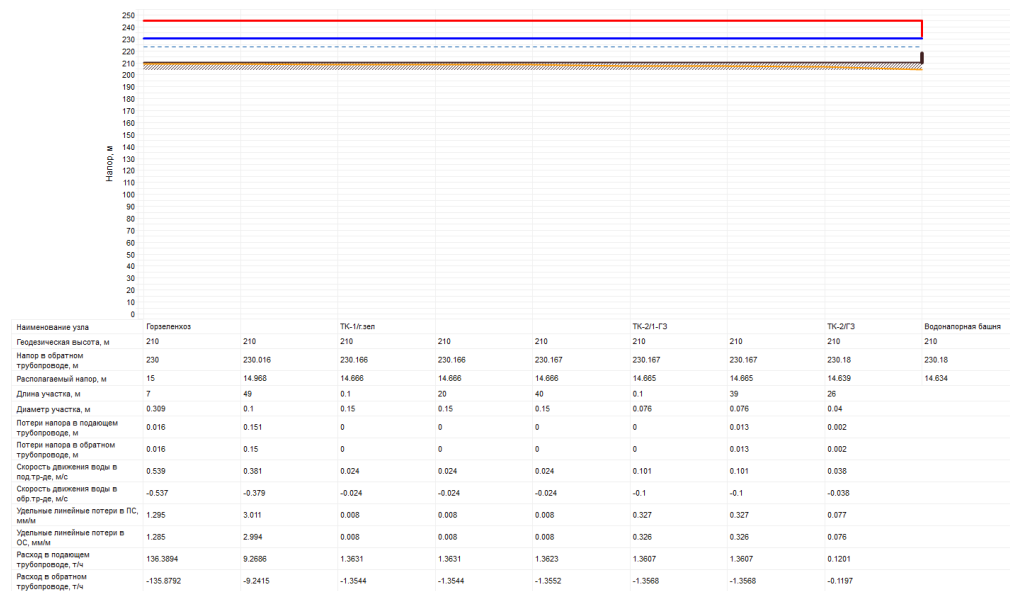 250
240
230
220
210
200
190
180
170
160
150
140
130
120
110
100
90
80
70
60
50
40
30
20
10
0
Напор, м
Наименование узла Горзеленхоз ТК-1/г.зел ТК-2/1-ГЗ ТК-2/ГЗ Водонапорная башня
Геодезическая высота, м 210 210 210 210 210 210 210 210 210
Напор в обратном
трубопроводе, м 230 230.016 230.166 230.166 230.167 230.167 230.167 230.18 230.18
Располагаемый напор, м 15 14.968 14.666 14.666 14.666 14.665 14.665 14.639 14.634
Длина участка, м 7 49 0.1 20 40 0.1 39 26
Диаметр участка, м 0.309 0.1 0.15 0.15 0.15 0.076 0.076 0.04
Потери напора в подающем
трубопроводе, м 0.016 0.151 0 0 0 0 0.013 0.002
Потери напора в обратном
трубопроводе, м 0.016 0.15 0 0 0 0 0.013 0.002
Скорость движения воды в
под.тр-де, м/с 0.539 0.381 0.024 0.024 0.024 0.101 0.101 0.038
Скорость движения воды в
обр.тр-де, м/с -0.537 -0.379 -0.024 -0.024 -0.024 -0.1 -0.1 -0.038
Удельные линейные потери в ПС,
мм/м 1.295 3.011 0.008 0.008 0.008 0.327 0.327 0.077
Удельные линейные потери в
ОС, мм/м 1.285 2.994 0.008 0.008 0.008 0.326 0.326 0.076
Расход в подающем
трубопроводе, т/ч 136.3894 9.2686 1.3631 1.3631 1.3623 1.3607 1.3607 0.1201
Расход в обратном
трубопроводе, т/ч -135.8792 -9.2415 -1.3544 -1.3544 -1.3552 -1.3568 -1.3568 -0.1197